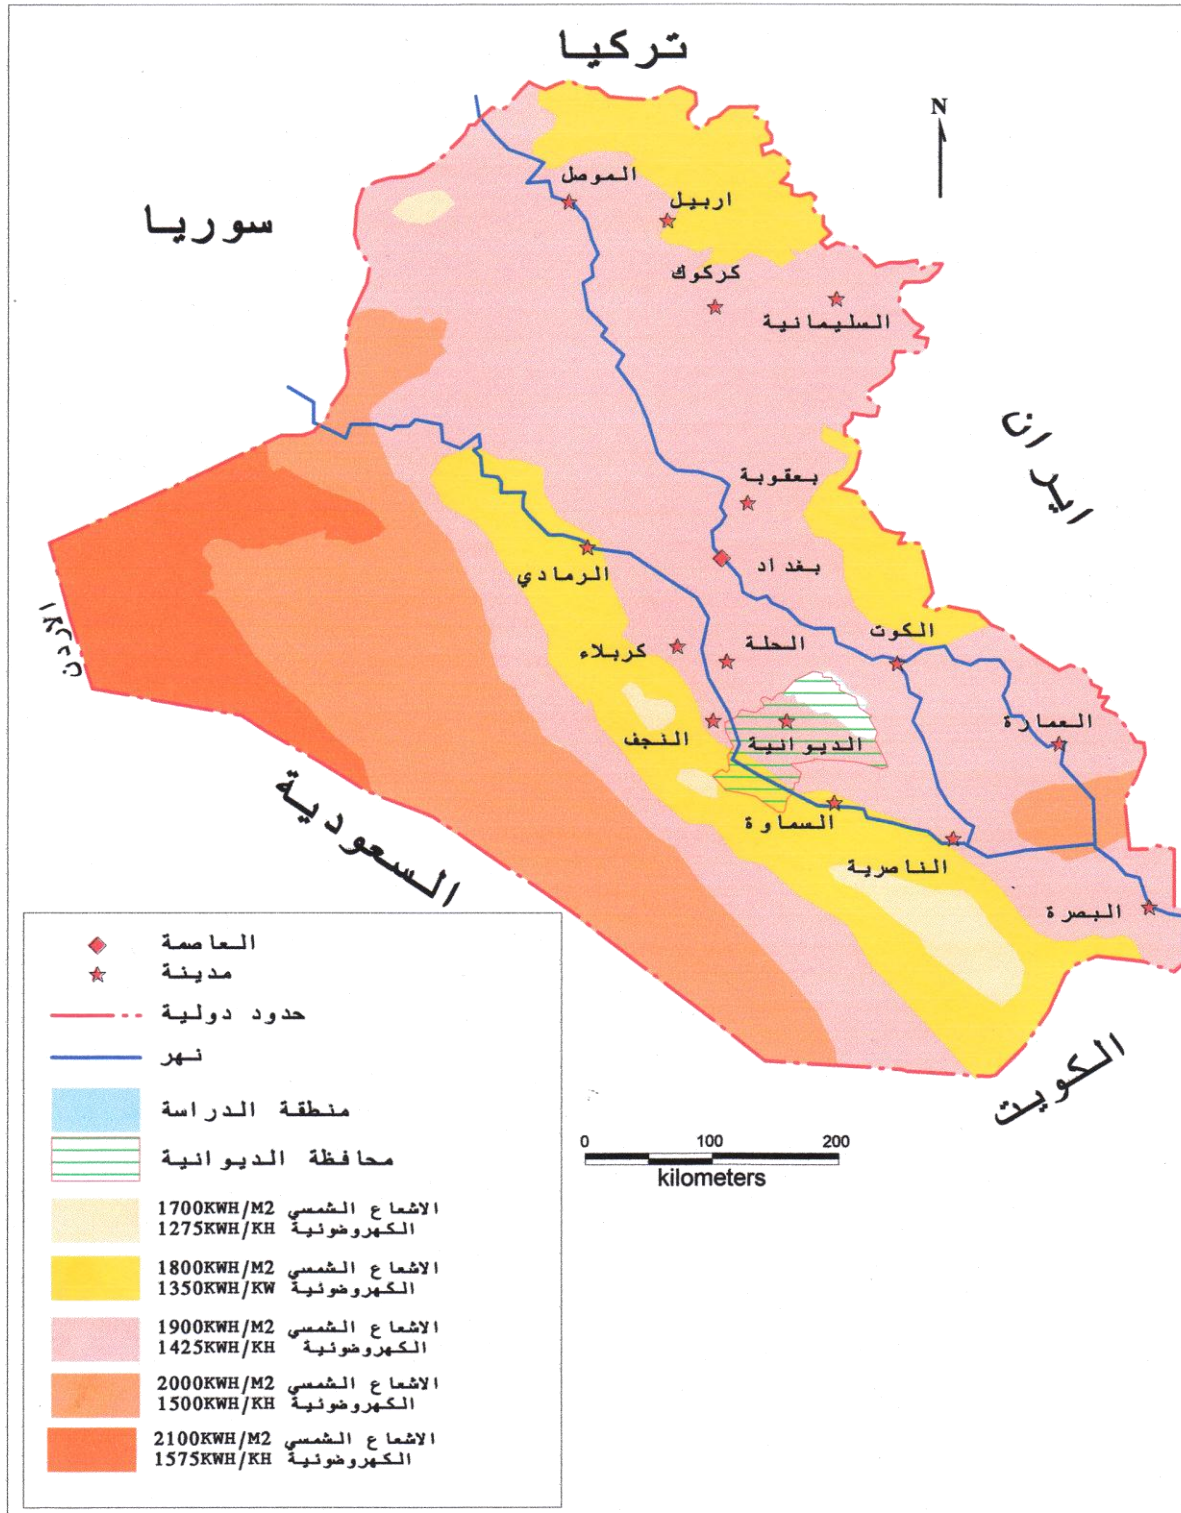 تركيا
N
الموصل
اربيل
سوريا
كركوك
السليمانية
ايران
بعقوبة
بغداد
الرمادي
الاردن
الكوت
الحلة
كربلاء
العمارة
النجف
الديوانية
السماوة
السعودية
الناصرية
البصرة
الكويت
العاصمة
مدينة
حدود دولية
نهر
منطقة الدراسة
محافظة الديوانية
0 100 200
kilometers
الاشعاع الشمسي 1700KWH/M2
الكهروضوئية 1275KWH/KH
الاشعاع الشمسي 1800KWH/M2
الكهروضوئية 1350KWH/KW
الاشعاع الشمسي 1900KWH/M2
الكهروضوئية 1425KWH/KH
الاشعاع الشمسي 2000KWH/M2
الكهروضوئية 1500KWH/KH
الاشعاع الشمسي 2100KWH/M2
الكهروضوئية 1575KWH/KH